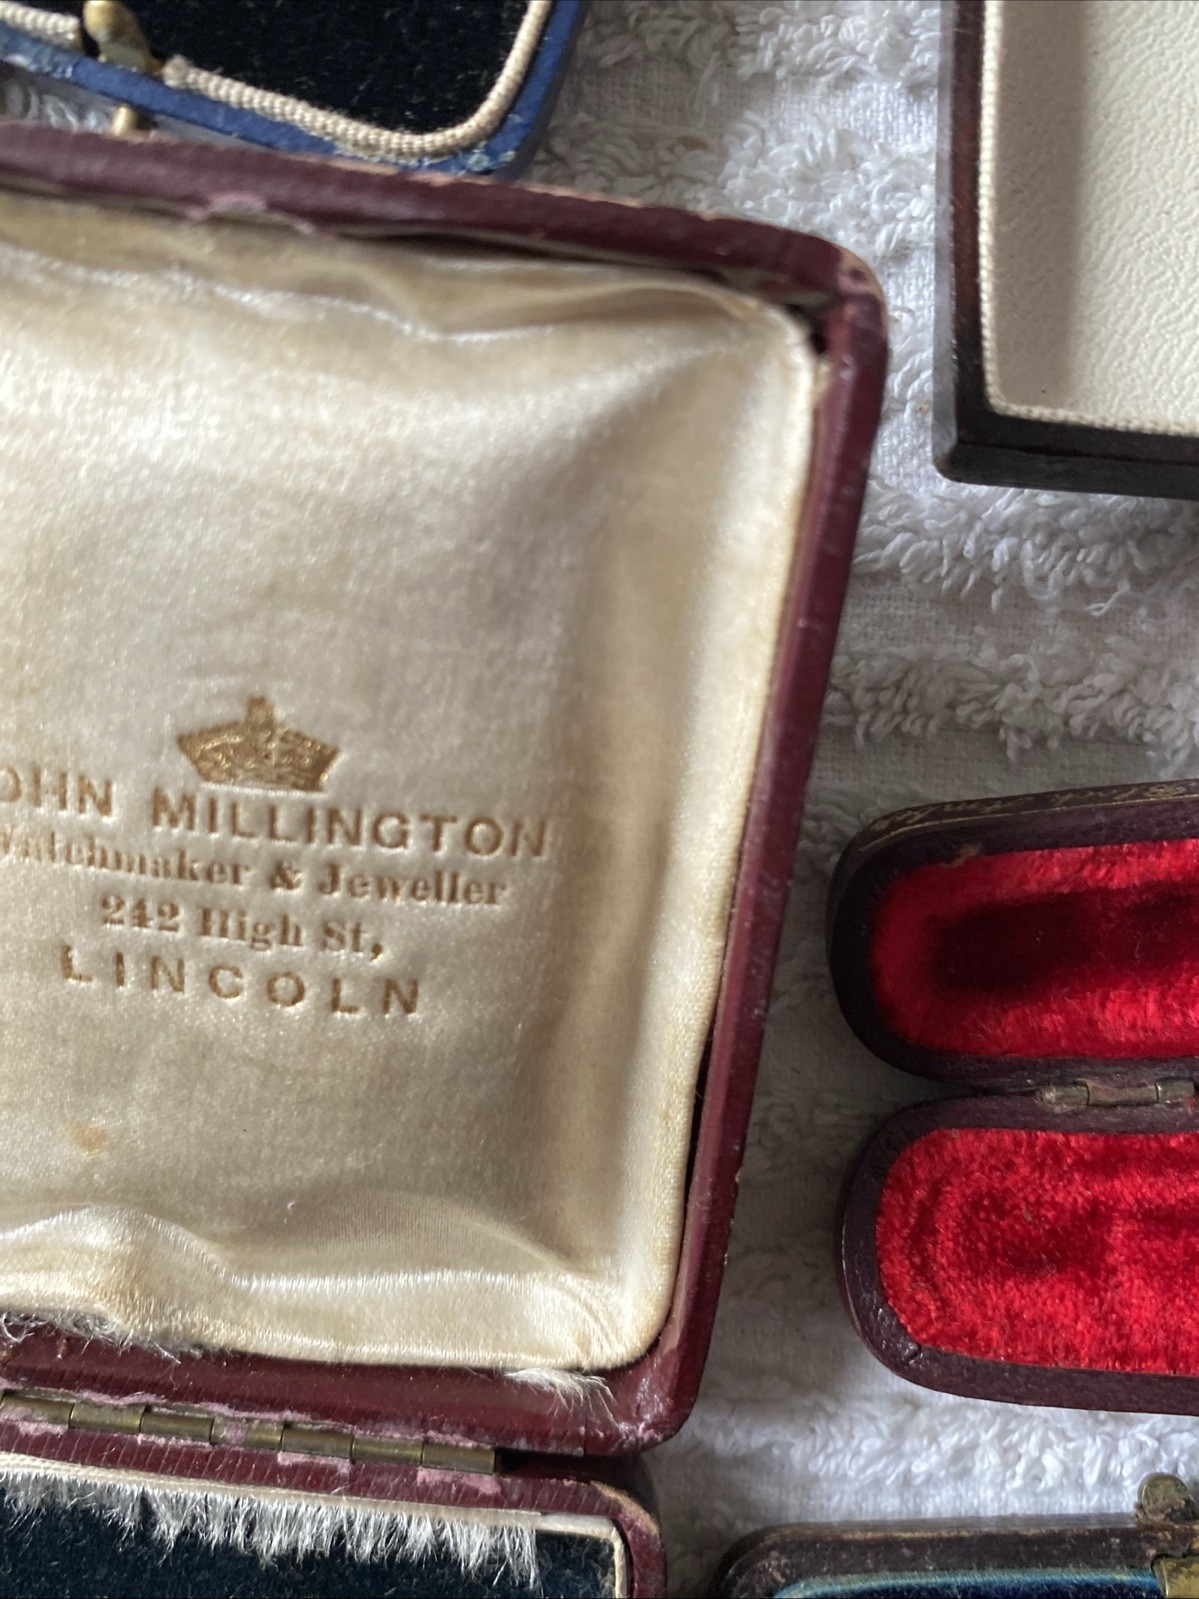 OHN MILLINGTON
Watchmaker & Jeweller
242 High St,
LINCOLN